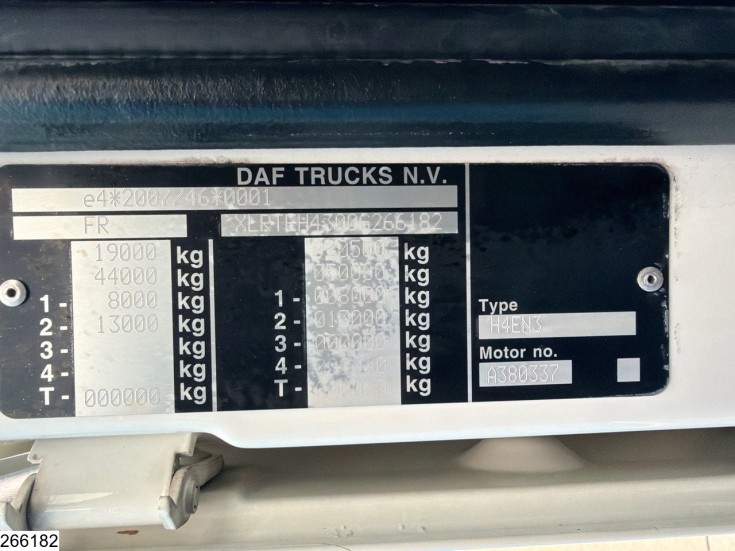 DAF TRUCKS N.V.
e4*2007/46*0001
FR
19000 kg
44000 kg kg
1- 8000 kg 1- kg
2- 13000 kg 2- kg
3- kg 3- 000000 kg
4- kg 4- kg
T- 000000 kg kg
Type
H4EN3
Motor no.
A380337
266182